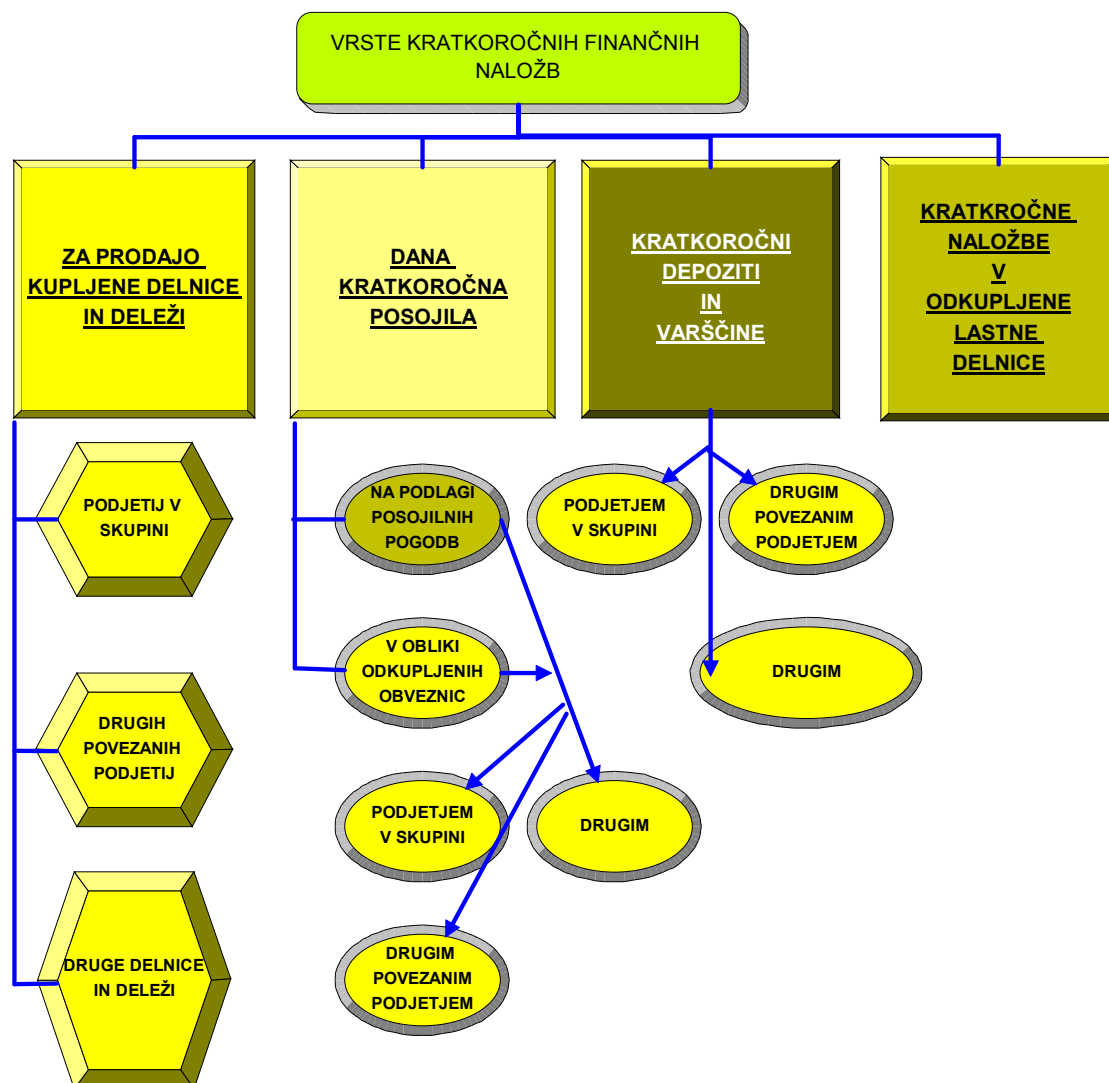 VRSTE KRATKOROČNIH FINANČNIH
NALOŽB
ZA PRODAJO
KUPLJENE DELNICE
IN DELEŽI
DANA
KRATKOROČNA
POSOJILA
KRATKOROČNI
DEPOZITI
IN
VARŠČINE
KRATKROČNE
NALOŽBE
V
ODKUPLJENE
LASTNE
DELNICE
PODJETIJ V
SKUPINI
NA PODLAGI
POSOJILNIH
POGODB
PODJETJEM
V SKUPINI
DRUGIM
POVEZANIM
PODJETJEM
DRUGIH
POVEZANIH
PODJETIJ
V OBLIKI
ODKUPLJENIH
OBVEZNIC
DRUGIM
PODJETJEM
V SKUPINI
DRUGIM
DRUGE DELNICE
IN DELEŽI
DRUGIM
POVEZANIM
PODJETJEM